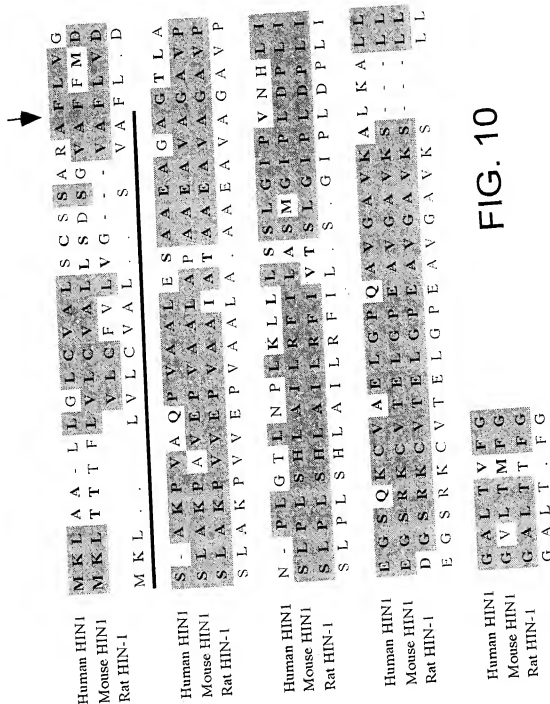 Human HIN1 M K L A A - L L G L C V A L S C S S A R A F L V G
Mouse HIN1 M K L T T T F L V L C V A L L S D S G V A F F M D
Rat HIN-1 V L C F V L V G - - - V A F L V D
M K L . . . L V L C V A L . . . . S . V A F L . D
Human HIN1 S - A K P V A Q P V A A L E S A A E A G A G T L A
Mouse HIN1 S L A K P A V E P V A A L A P A A E A V A G A V P
Rat HIN-1 S L A K P V V E P V A A I A T A A E A V A G A V P
S L A K P V V E P V A A L A . A A E A V A G A V P
Human HIN1 N - P L G T L N P L K L L L S S L G I P V N H L I
Mouse HIN1 S L P L S H L A I L R F I L A S M G I P L D P L I
Rat HIN-1 S L P L S H L A I L R F I V T S L G I P L D P L I
S L P L S H L A I L R F I L . S . G I P L D P L I
Human HIN1 E G S Q K C V A E L G P Q A V G A V K A L K A L L
Mouse HIN1 E G S R K C V T E L G P E A V G A V K S - - - L L
Rat HIN-1 D G S R K C V T E L G P E A V G A V K S - - - L L
E G S R K C V T E L G P E A V G A V K S L L
Human HIN1 G A L T V F G
Mouse HIN1 G V L T M F G
Rat HIN-1 G A L T T F G
G A L T . F G
FIG. 10